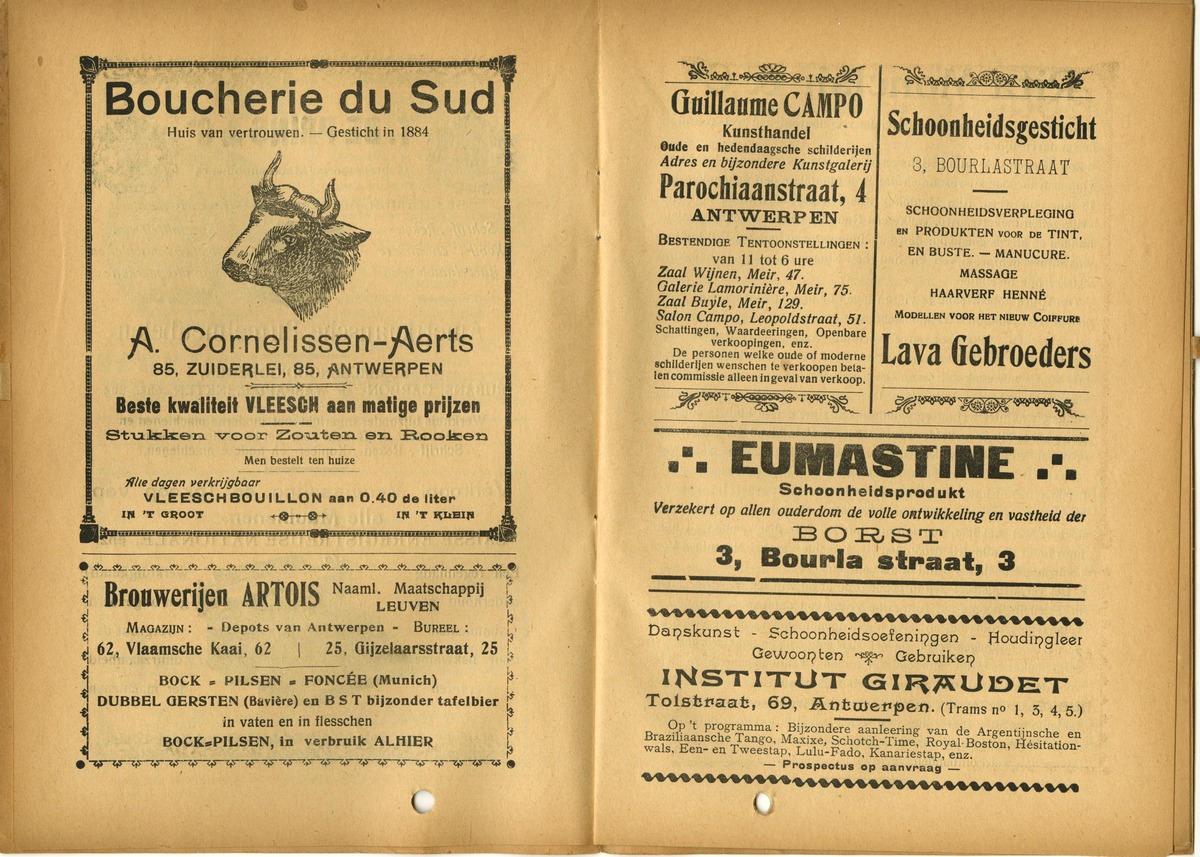 Boucherie du Sud
Huis van vertrouwen. — Gesticht in 1884
A. Cornelissen-Aerts
85, ZUIDERLEI, 85, ANTWERPEN
Beste kwaliteit VLEESCH aan matige prijzen
Stukken voor Zouten en Rooken
Men bestelt ten huize
Alle dagen verkrijgbaar
VLEESCHBOUILLON aan 0.40 de liter
IN 'T GROOT IN 'T KLEIN
Brouwerijen ARTOIS Naaml. Maatschappij
LEUVEN
MAGAZIJN : - Depots van Antwerpen - BUREEL :
62, Vlaamsche Kaai, 62 | 25, Gijzelaarsstraat, 25
BOCK = PILSEN = FONCÉE (Munich)
DUBBEL GERSTEN (Bavière) en B S T bijzonder tafelbier
in vaten en in flesschen
BOCK=PILSEN, in verbruik ALHIER
Guillaume CAMPO
Kunsthandel
Oude en hedendaagsche schilderijen
Adres en bijzondere Kunstgalerij
Parochiaanstraat, 4
ANTWERPEN
BESTENDIGE TENTOONSTELLINGEN :
van 11 tot 6 ure
Zaal Wijnen, Meir, 47.
Galerie Lamorinière, Meir, 75.
Zaal Buyle, Meir, 129.
Salon Campo, Leopoldstraat, 51.
Schattingen, Waardeeringen, Openbare
verkoopingen, enz.
De personen welke oude of moderne
schilderijen wenschen te verkoopen beta-
len commissie alleen in geval van verkoop.
Schoonheidsgesticht
3, BOURLASTRAAT
SCHOONHEIDSVERPLEGING
EN PRODUKTEN VOOR DE TINT,
EN BUSTE. — MANUCURE.
MASSAGE
HAARVERF HENNÉ
MODELLEN VOOR HET NIEUW COIFFURE
Lava Gebroeders
EUMASTINE
Schoonheidsprodukt
Verzekert op allen ouderdom de volle ontwikkeling en vastheid der
BORST
3, Bourla straat, 3
Danskunst - Schoonheidsoefeningen - Houdingleer
Gewoonten Gebruiken
INSTITUT GIRAUDET
Tolstraat, 69, Antwerpen. (Trams nº 1, 3, 4, 5.)
Op 't programma : Bijzondere aanleering van de Argentijnsche en
Braziliaansche Tango, Maxixe, Schotch-Time, Royal-Boston, Hésitation-
wals, Een- en Tweestap, Lulu-Fado, Kanariestap, enz.
— Prospectus op aanvraag —